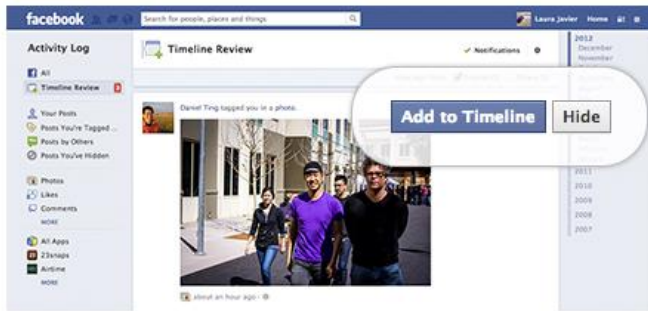 facebook
Search for people, places and things
Laura Javier Home
Activity Log
All
Timeline Review
Your Posts
Posts You're Tagged ...
Posts by Others
Posts You've Hidden
Photos
Likes
Comments
MORE
All Apps
23snaps
Airtime
MORE
Timeline Review
Notifications
Daniel Ting tagged you in a photo.
about an hour ago
Add to Timeline
Hide
2012
December
November
2011
2010
2009
2008
2007